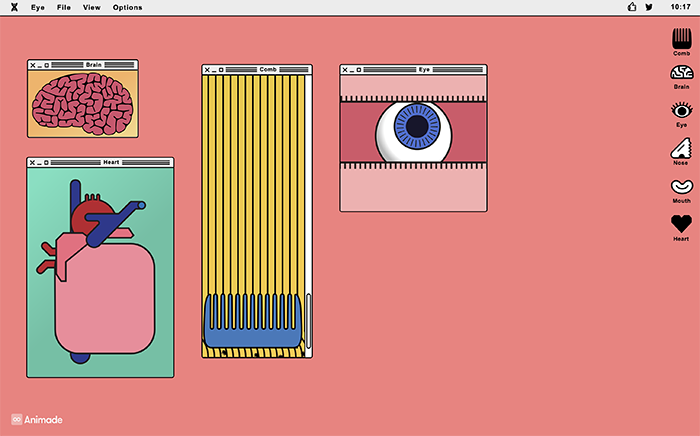 Eye File View Options 10:17
Brain
Comb
Eye
Heart
Comb
Brain
Eye
Nose
Mouth
Heart
Animade